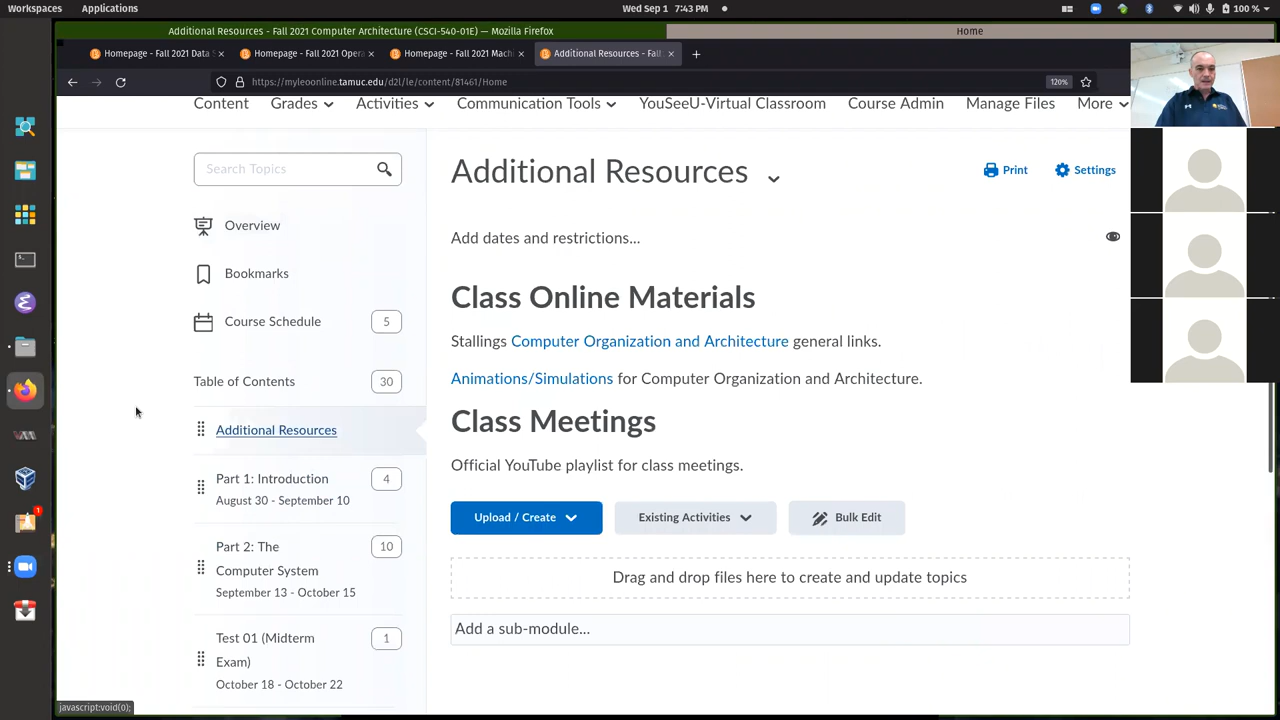 Workspaces Applications Wed Sep 1 7:43 PM 100 %
Additional Resources - Fall 2021 Computer Architecture (CSCI-540-01E) — Mozilla Firefox Home
Homepage - Fall 2021 Data S Homepage - Fall 2021 Opera Homepage - Fall 2021 Machi Additional Resources - Fall
https://myleoonline.tamuc.edu/d2l/le/content/81461/Home 120%
Content Grades Activities Communication Tools YouSeeU-Virtual Classroom Course Admin Manage Files More
Search Topics
Additional Resources
Print Settings
Overview
Add dates and restrictions...
Bookmarks
Class Online Materials
Course Schedule 5
Stallings Computer Organization and Architecture general links.
Table of Contents 30
Animations/Simulations for Computer Organization and Architecture.
Additional Resources
Class Meetings
Official YouTube playlist for class meetings.
Part 1: Introduction 4
August 30 - September 10
Upload / Create Existing Activities Bulk Edit
Part 2: The
Computer System
10
September 13 - October 15
Drag and drop files here to create and update topics
Add a sub-module...
Test 01 (Midterm
Exam)
1
October 18 - October 22
javascript:void(0);
1